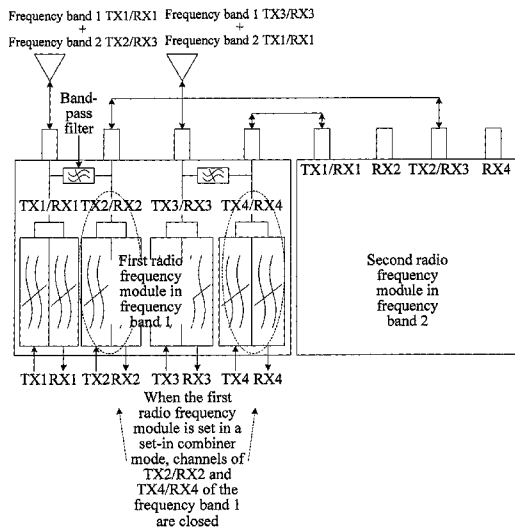 Frequency band 1 TX1/RX1
+
Frequency band 2 TX2/RX3
Frequency band 1 TX3/RX3
+
Frequency band 2 TX1/RX1
Band-
pass
filter
TX1/RX1 RX2 TX2/RX3 RX4
TX1/RX1 TX2/RX2 TX3/RX3 TX4/RX4
First radio
frequency
module in
frequency
band 1
Second radio
frequency
module in
frequency
band 2
TX1 RX1 TX2 RX2 TX3 RX3 TX4 RX4
When the first
radio frequency
module is set in a
set-in combiner
mode, channels of
TX2/RX2 and
TX4/RX4 of the
frequency band 1
are closed